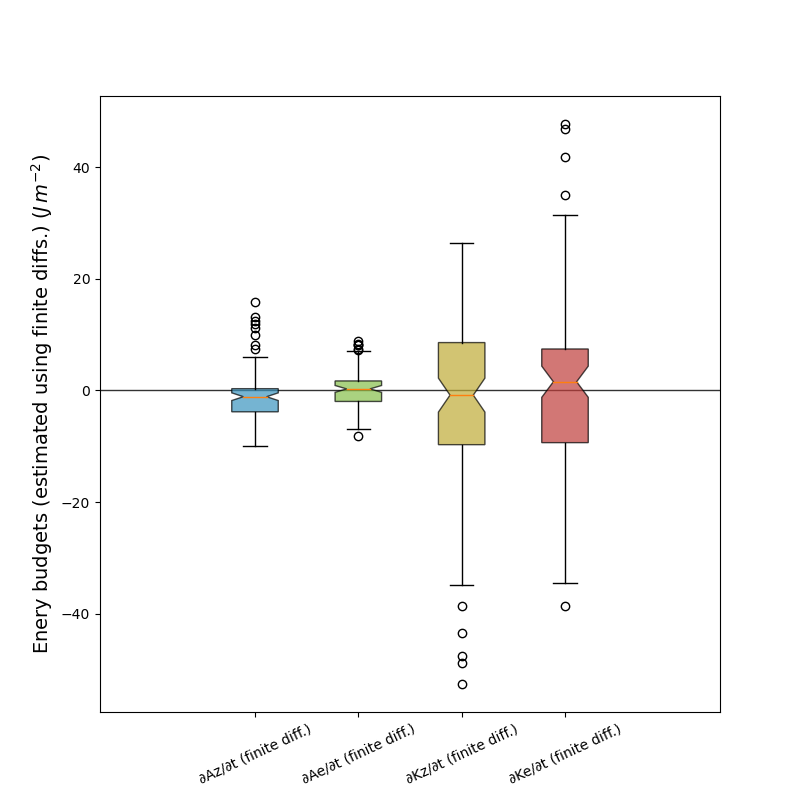 Enery budgets (estimated using finite diffs.) (J m⁻²)
40
20
0
−20
−40
∂Az/∂t (finite diff.)
∂Ae/∂t (finite diff.)
∂Kz/∂t (finite diff.)
∂Ke/∂t (finite diff.)